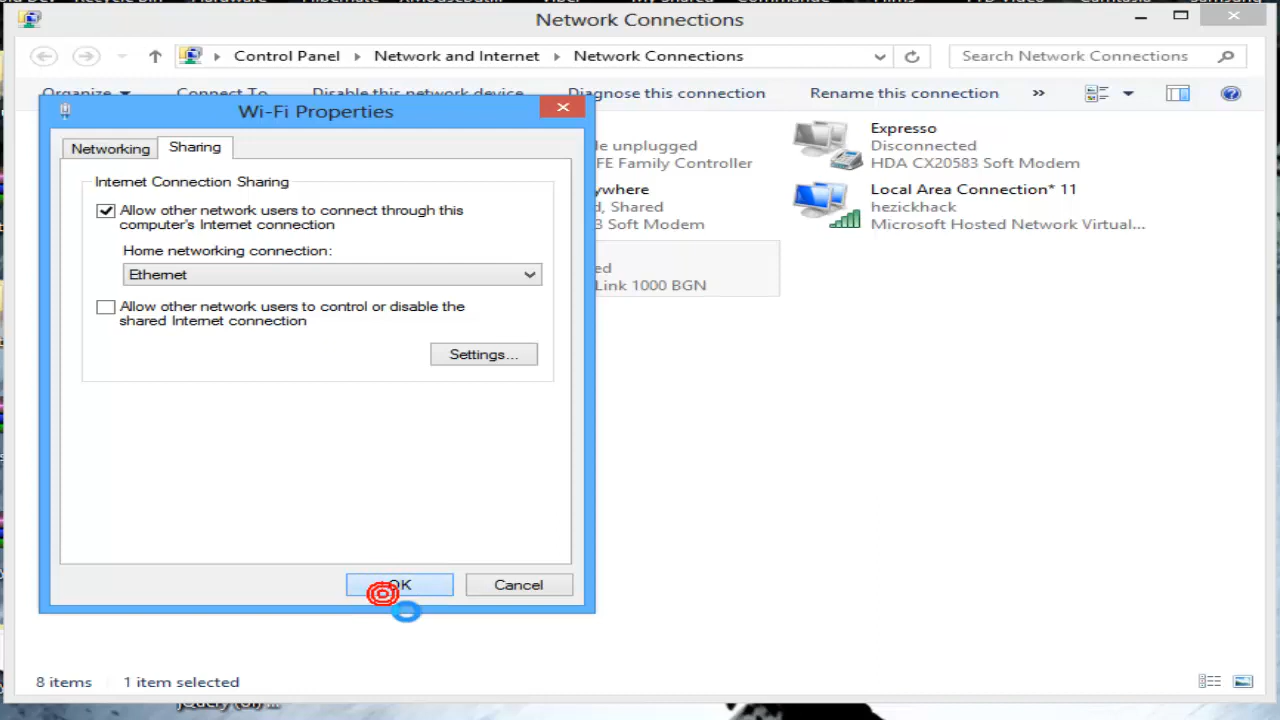 Network Connections
Control Panel
Network and Internet
Network Connections
Search Network Connections
Organize
Connect To
Disable this network device
Diagnose this connection
Rename this connection
»
Wi-Fi Properties
Networking
Sharing
Internet Connection Sharing
Allow other network users to connect through this
computer's Internet connection
Home networking connection:
Ethernet
Allow other network users to control or disable the
shared Internet connection
Settings...
OK
Cancel
le unplugged
FE Family Controller
ywhere
d, Shared
3 Soft Modem
ed
Link 1000 BGN
Expresso
Disconnected
HDA CX20583 Soft Modem
Local Area Connection* 11
hezickhack
Microsoft Hosted Network Virtual...
8 items
1 item selected